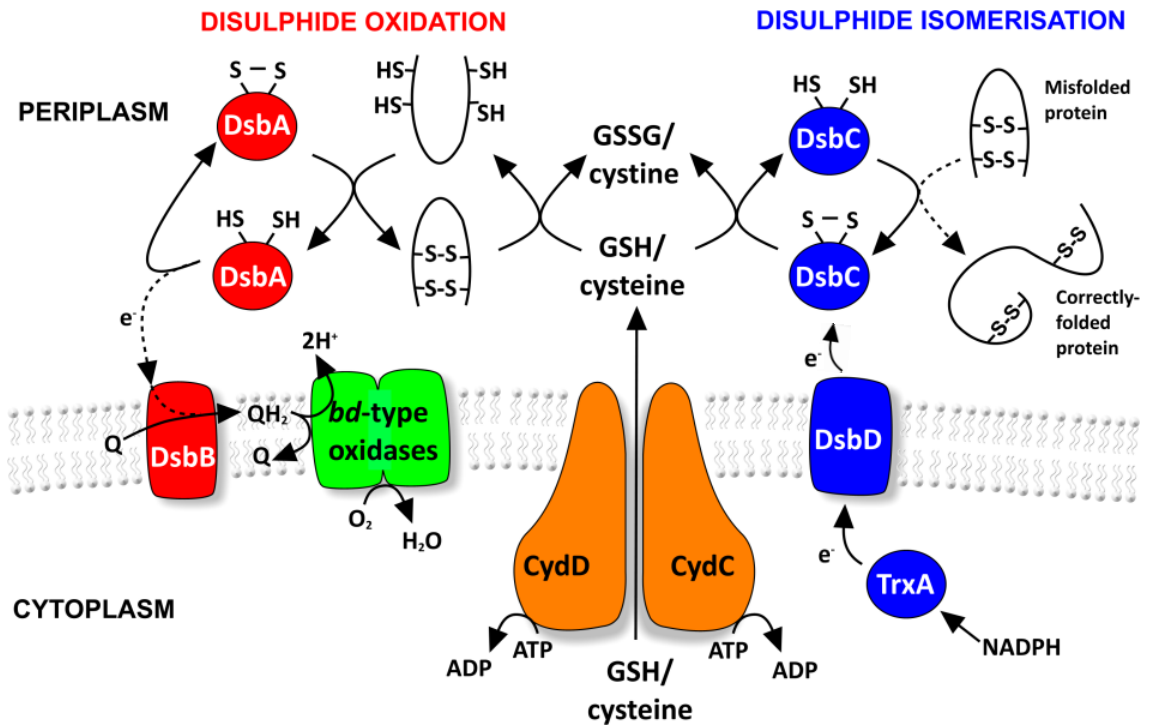 DISULPHIDE OXIDATION
DISULPHIDE ISOMERISATION
PERIPLASM
S – S
DsbA
HS
SH
HS
SH
HS
SH
DsbA
S-S
S-S
e⁻
GSSG/
cystine
GSH/
cysteine
HS
SH
DsbC
S – S
DsbC
S-S
S-S
Misfolded
protein
S-S
S-S
Correctly-
folded
protein
2H⁺
QH₂
Q
Q
DsbB
bd-type
oxidases
O₂
H₂O
e⁻
DsbD
e⁻
TrxA
NADPH
CydD
CydC
CYTOPLASM
ADP
ATP
ATP
ADP
GSH/
cysteine